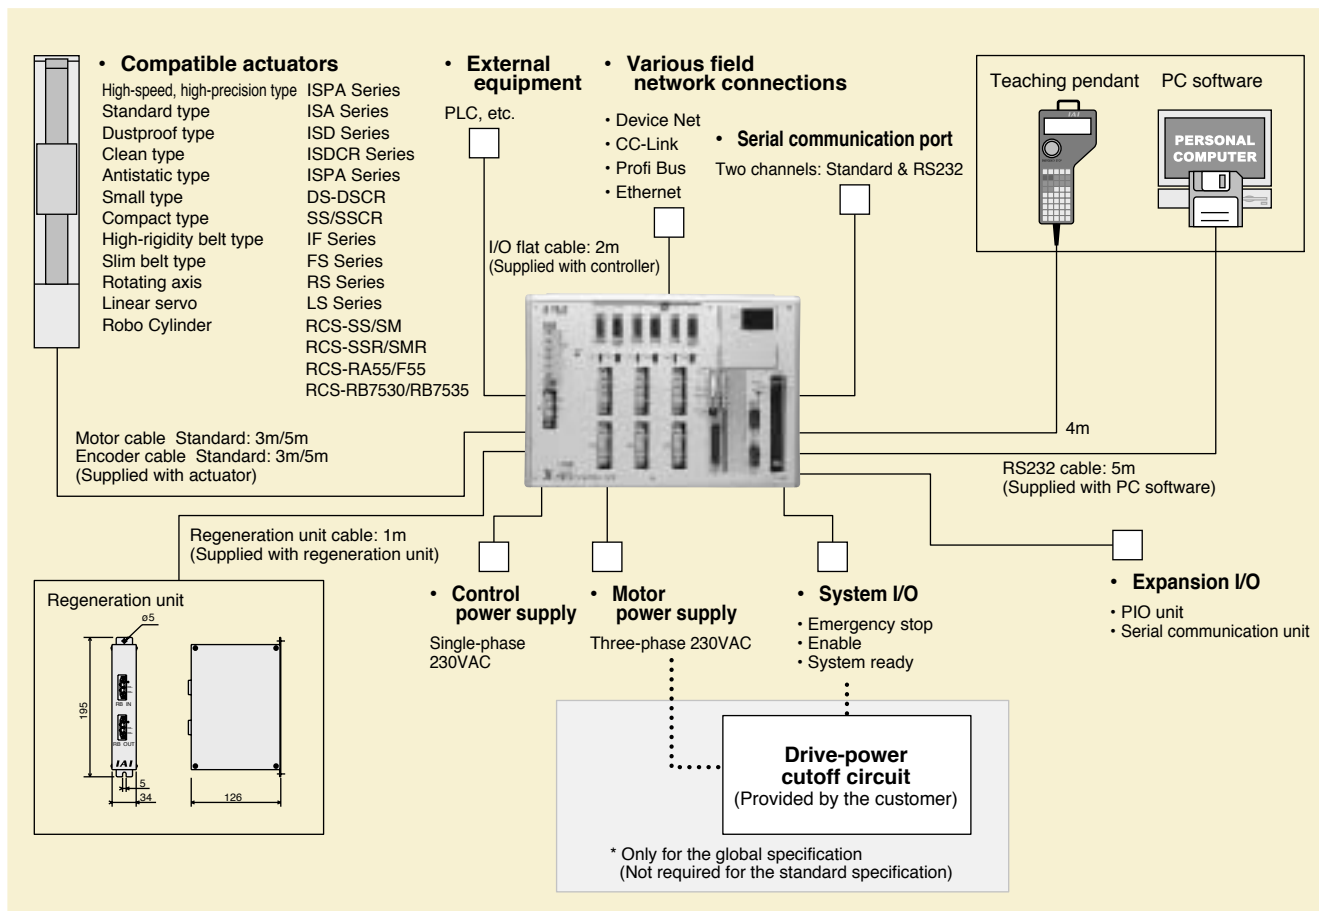 • Compatible actuators
High-speed, high-precision type ISPA Series
Standard type ISA Series
Dustproof type ISD Series
Clean type ISDCR Series
Antistatic type ISPA Series
Small type DS-DSCR
Compact type SS/SSCR
High-rigidity belt type IF Series
Slim belt type FS Series
Rotating axis RS Series
Linear servo LS Series
Robo Cylinder RCS-SS/SM
RCS-SSR/SMR
RCS-RA55/F55
RCS-RB7530/RB7535
• External
equipment
PLC, etc.
• Various field
network connections
• Device Net
• CC-Link
• Profi Bus
• Ethernet
• Serial communication port
Two channels: Standard & RS232
Teaching pendant
PC software
IAI
PERSONAL
COMPUTER
I/O flat cable: 2m
(Supplied with controller)
Motor cable Standard: 3m/5m
Encoder cable Standard: 3m/5m
(Supplied with actuator)
4m
RS232 cable: 5m
(Supplied with PC software)
Regeneration unit cable: 1m
(Supplied with regeneration unit)
Regeneration unit
ø5
195
RB IN
RB OUT
IAI
5
34
126
• Control
power supply
Single-phase
230VAC
• Motor
power supply
Three-phase 230VAC
• System I/O
• Emergency stop
• Enable
• System ready
• Expansion I/O
• PIO unit
• Serial communication unit
Drive-power
cutoff circuit
(Provided by the customer)
* Only for the global specification
(Not required for the standard specification)